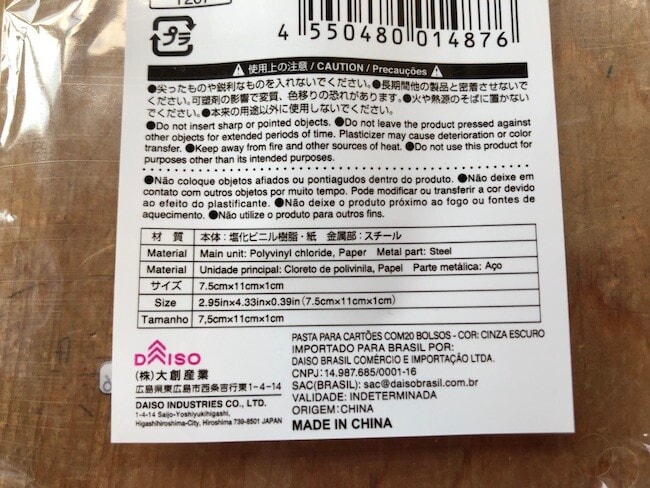 プラ
4 550480 014876
使用上の注意 / CAUTION / Precauções
●尖ったものや鋭利なものを入れないでください。●長期間他の製品と密着させないで
ください。可塑剤の影響で変質、色移りの恐れがあります。●火や熱源のそばに置かない
でください。●本来の用途以外に使用しないでください。
●Do not insert sharp or pointed objects. ●Do not leave the product pressed against
other objects for extended periods of time. Plasticizer may cause deterioration or color
transfer. ●Keep away from fire and other sources of heat. ●Do not use this product for
purposes other than its intended purposes.
●Não coloque objetos afiados ou pontiagudos dentro do produto. ●Não deixe em
contato com outros objetos por muito tempo. Pode modificar ou transferir a cor devido
ao efeito do plastificante. ●Não deixe o produto próximo ao fogo ou fontes de
aquecimento. ●Não utilize o produto para outros fins.
材 質 本体：塩化ビニル樹脂・紙 金属部：スチール
Material Main unit: Polyvinyl chloride, Paper Metal part: Steel
Material Unidade principal: Cloreto de polivinila, Papel Parte metálica: Aço
サイズ 7.5cm×11cm×1cm
Size 2.95in×4.33in×0.39in(7.5cm×11cm×1cm)
Tamanho 7,5cm×11cm×1cm
DAISO
(株)大創産業
広島県東広島市西条吉行東1-4-14
DAISO INDUSTRIES CO., LTD.
1-4-14 Saijo-Yoshiyukihigashi,
Higashihiroshima-City, Hiroshima 739-8501 JAPAN
PASTA PARA CARTÕES COM20 BOLSOS - COR: CINZA ESCURO
IMPORTADO PARA BRASIL POR:
DAISO BRASIL COMÉRCIO E IMPORTAÇÃO LTDA.
CNPJ:14.987.685/0001-16
SAC(BRASIL): sac@daisobrasil.com.br
VALIDADE: INDETERMINADA
ORIGEM:CHINA
MADE IN CHINA